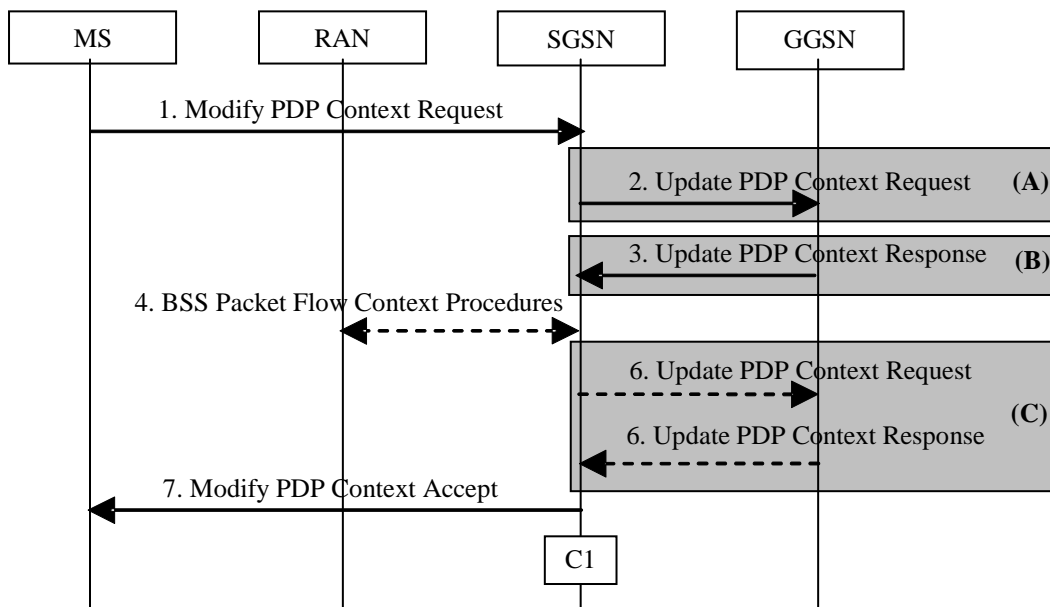 MS
RAN
SGSN
GGSN
1. Modify PDP Context Request
2. Update PDP Context Request
(A)
3. Update PDP Context Response
(B)
4. BSS Packet Flow Context Procedures
6. Update PDP Context Request
(C)
6. Update PDP Context Response
7. Modify PDP Context Accept
C1